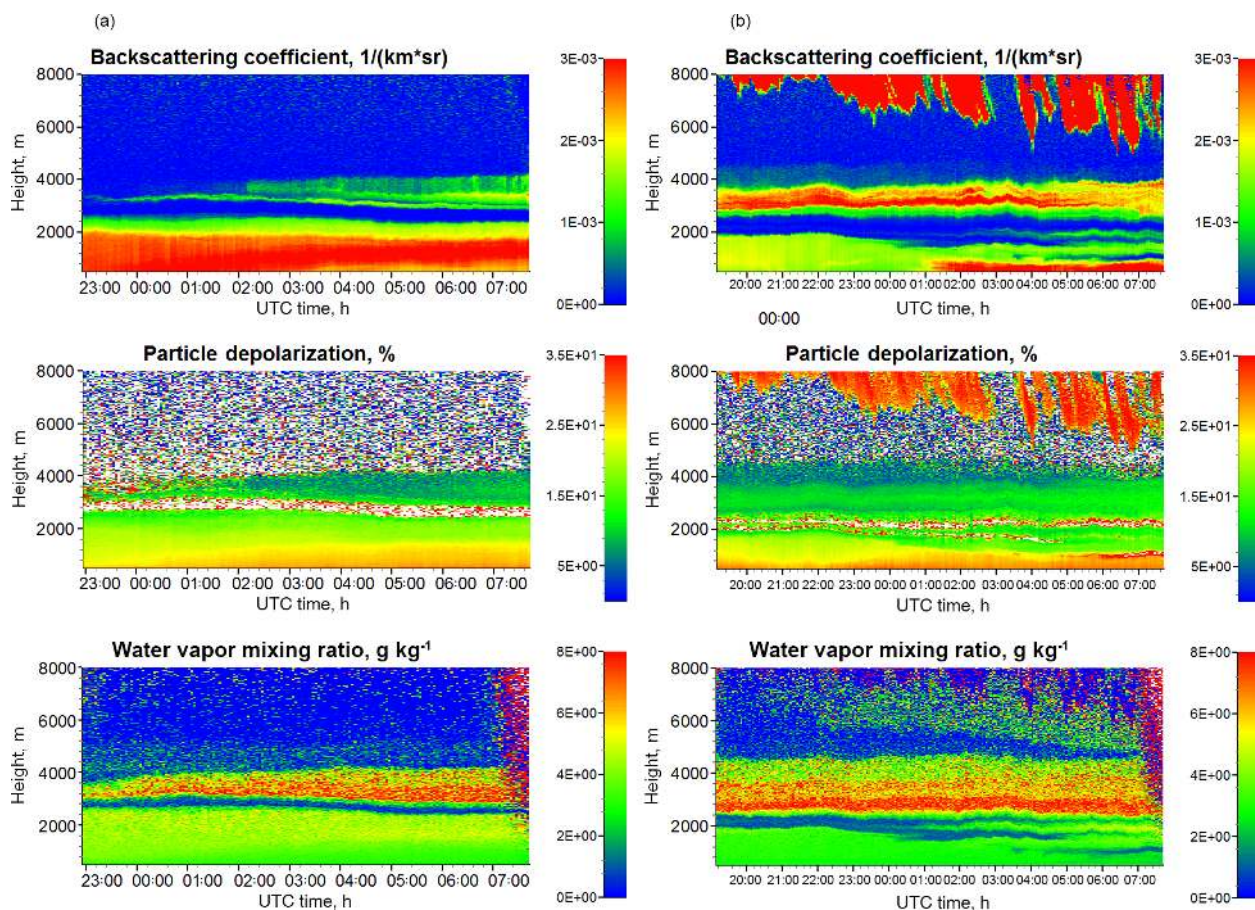 (a)
(b)
Backscattering coefficient, 1/(km*sr)
Height, m
8000
6000
4000
2000
23:00 00:00 01:00 02:00 03:00 04:00 05:00 06:00 07:00
UTC time, h
3E-03
2E-03
1E-03
0E+00
Backscattering coefficient, 1/(km*sr)
Height, m
8000
6000
4000
2000
20:00 21:00 22:00 23:00 00:00 01:00 02:00 03:00 04:00 05:00 06:00 07:00
UTC time, h
3E-03
2E-03
1E-03
0E+00
00:00
Particle depolarization, %
Height, m
8000
6000
4000
2000
23:00 00:00 01:00 02:00 03:00 04:00 05:00 06:00 07:00
UTC time, h
3.5E+01
2.5E+01
1.5E+01
5E+00
Particle depolarization, %
Height, m
8000
6000
4000
2000
20:00 21:00 22:00 23:00 00:00 01:00 02:00 03:00 04:00 05:00 06:00 07:00
UTC time, h
3.5E+01
2.5E+01
1.5E+01
5E+00
Water vapor mixing ratio, g kg⁻¹
Height, m
8000
6000
4000
2000
23:00 00:00 01:00 02:00 03:00 04:00 05:00 06:00 07:00
UTC time, h
8E+00
6E+00
4E+00
2E+00
0E+00
Water vapor mixing ratio, g kg⁻¹
Height, m
8000
6000
4000
2000
20:00 21:00 22:00 23:00 00:00 01:00 02:00 03:00 04:00 05:00 06:00 07:00
UTC time, h
8E+00
6E+00
4E+00
2E+00
0E+00